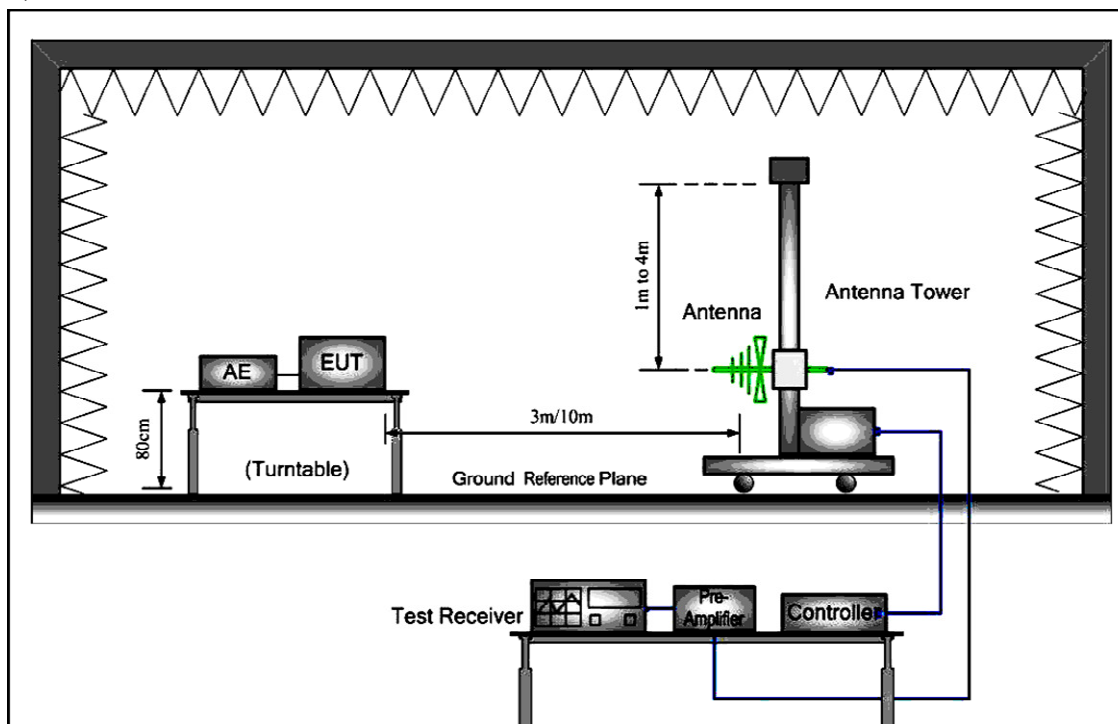 1m to 4m
Antenna Tower
Antenna
AE
EUT
3m/10m
80cm
(Turntable)
Ground Reference Plane
Test Receiver
Pre-
Amplifier
Controller